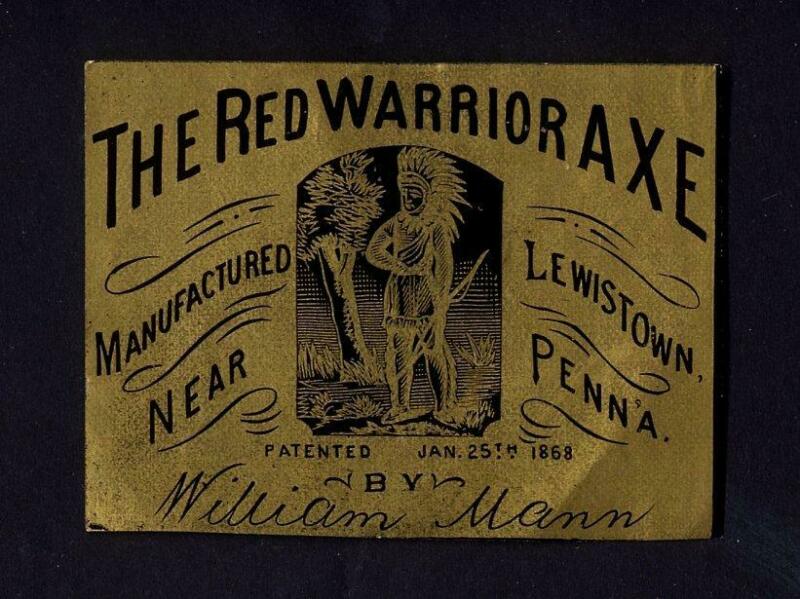 THE RED WARRIOR AXE
MANUFACTURED
NEAR
LEWISTOWN,
PENN'A.
PATENTED JAN. 25TH. 1868
BY
William Mann